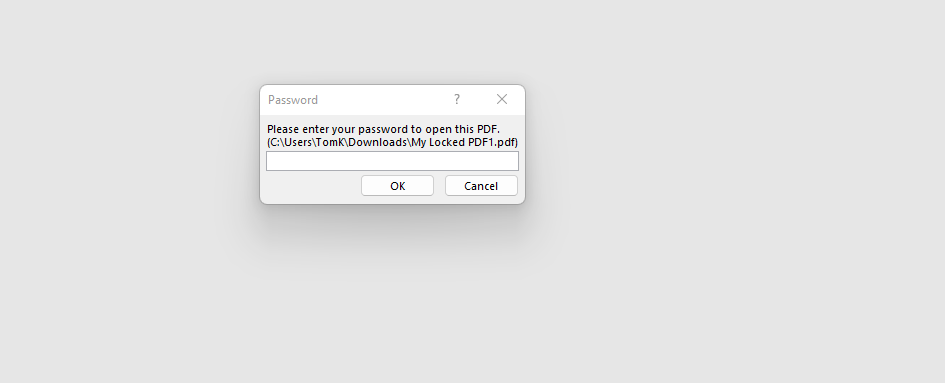 Password ?
Please enter your password to open this PDF.
(C:\Users\TomK\Downloads\My Locked PDF1.pdf)
OK Cancel